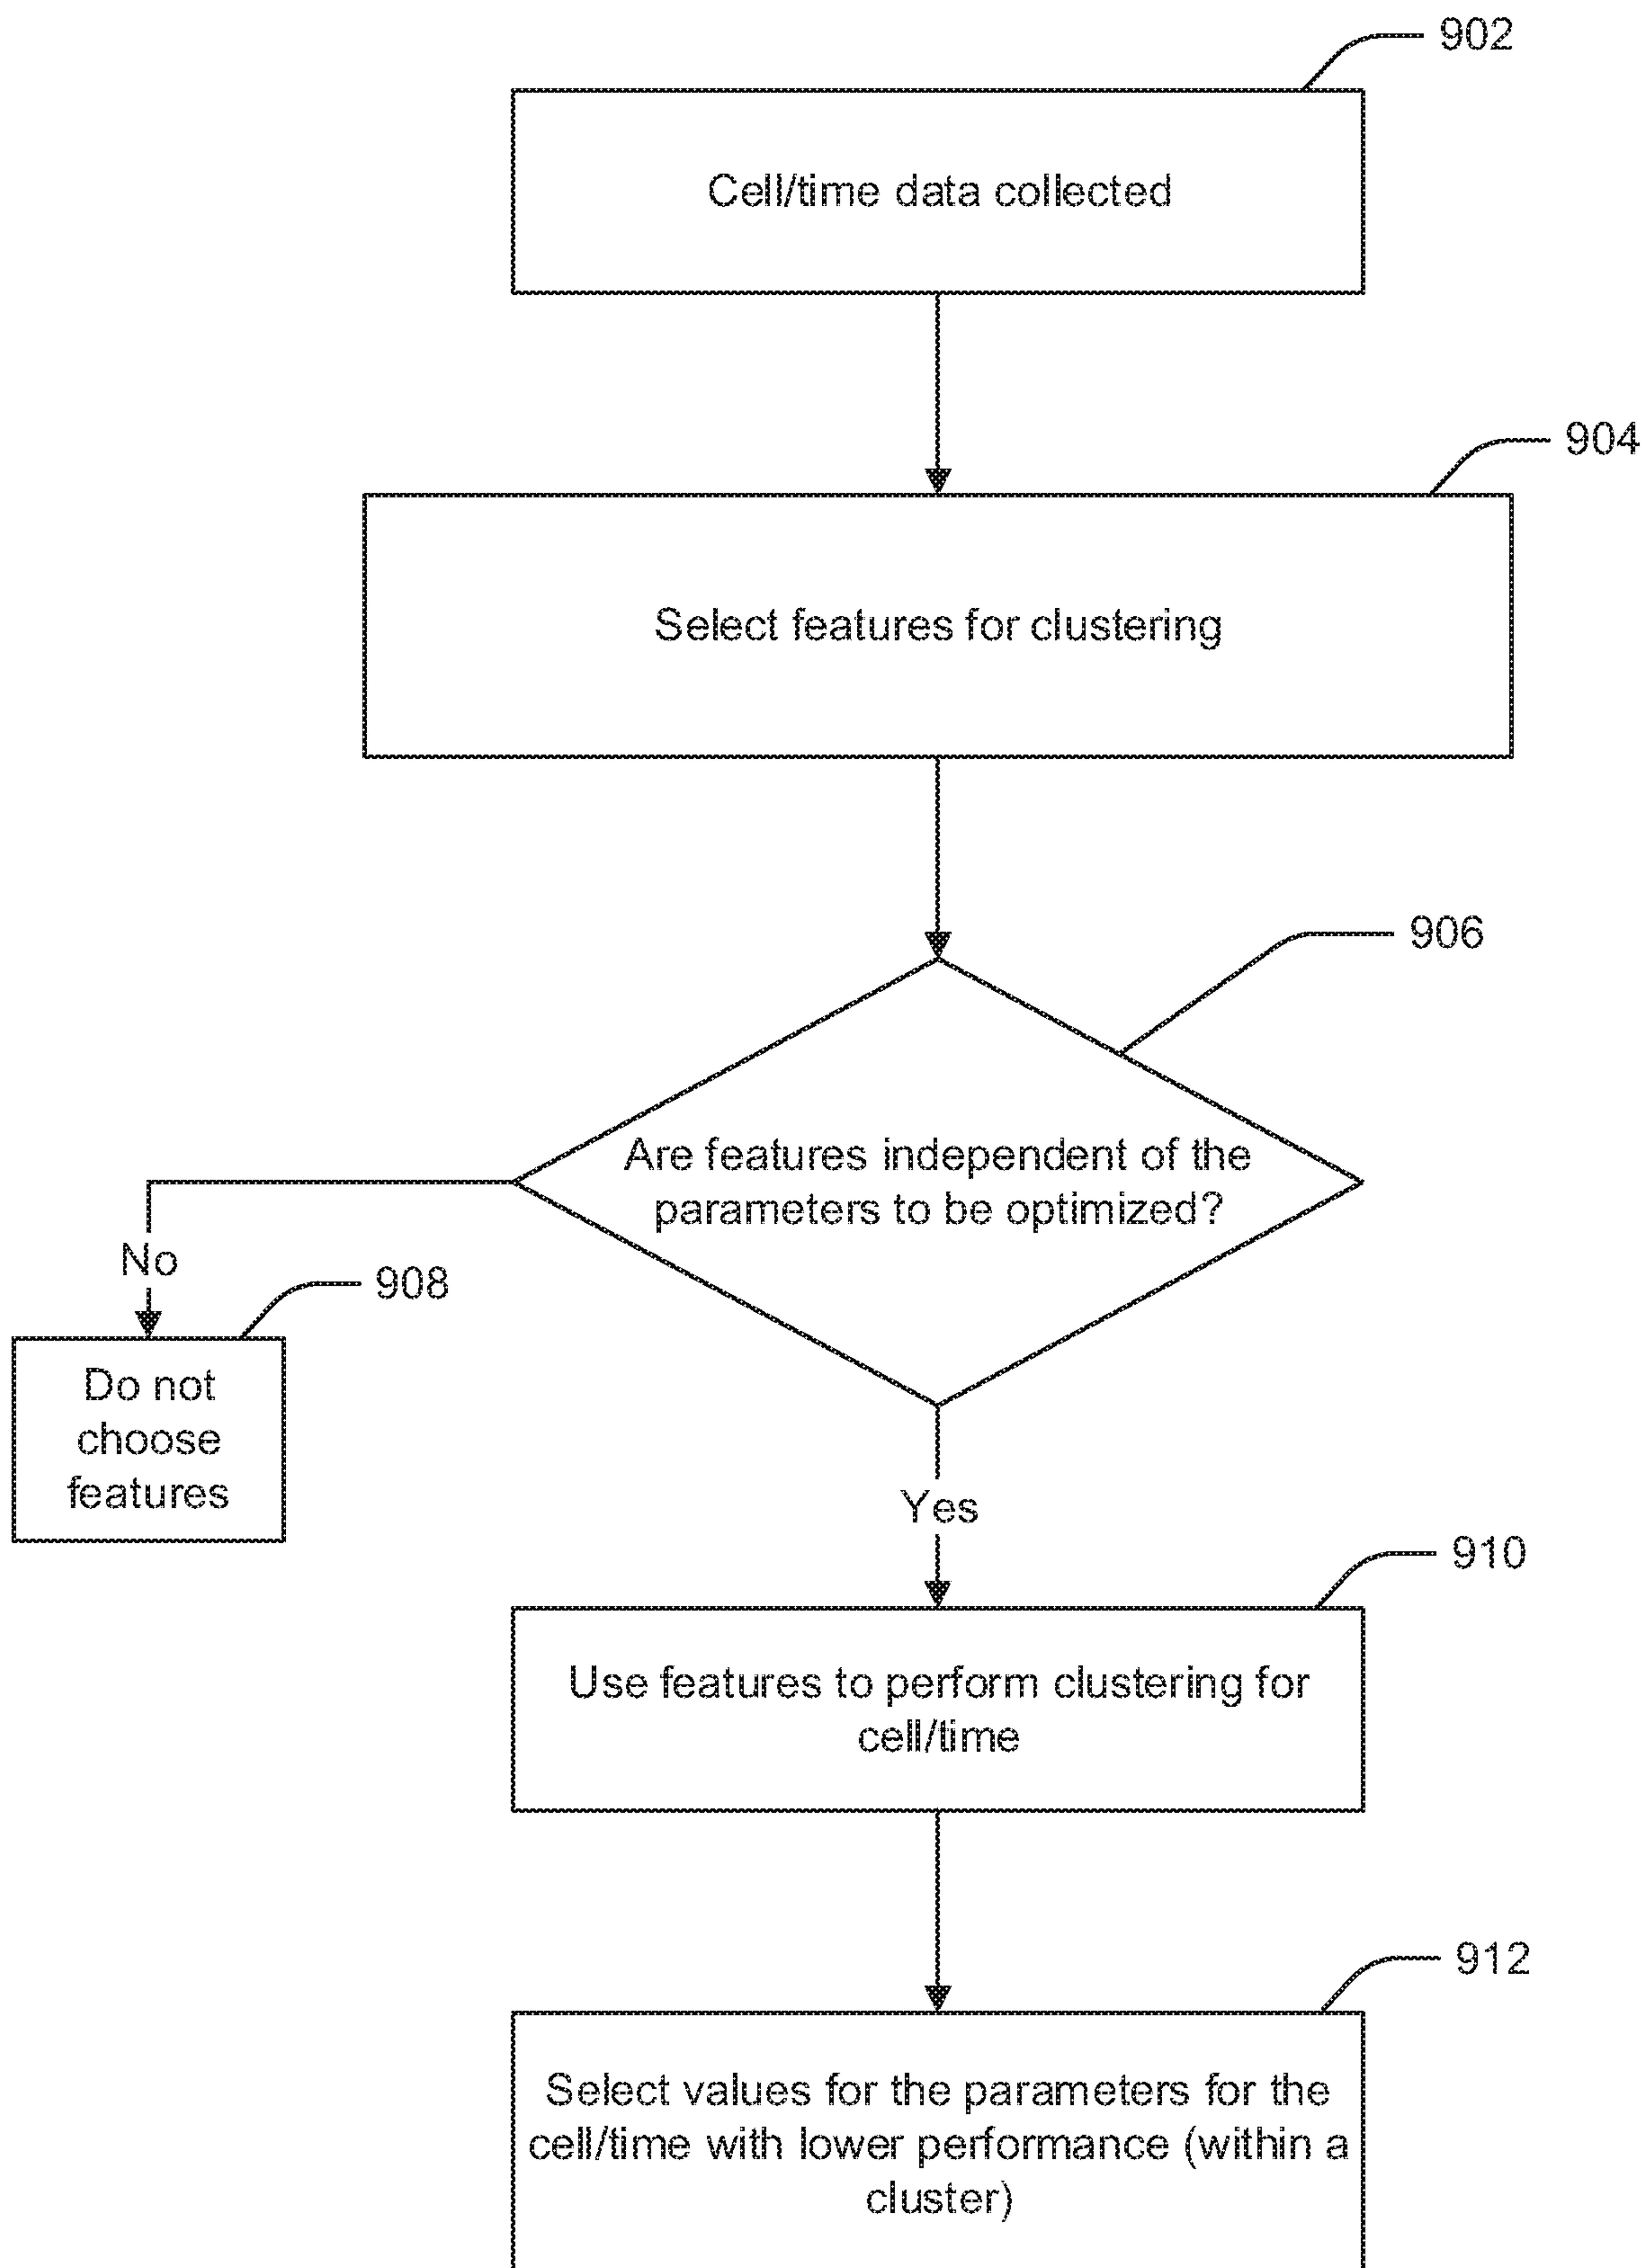 902
Cell/time data collected
904
Select features for clustering
906
Are features independent of the
parameters to be optimized?
No
908
Do not
choose
features
Yes
910
Use features to perform clustering for
cell/time
912
Select values for the parameters for the
cell/time with lower performance (within a
cluster)